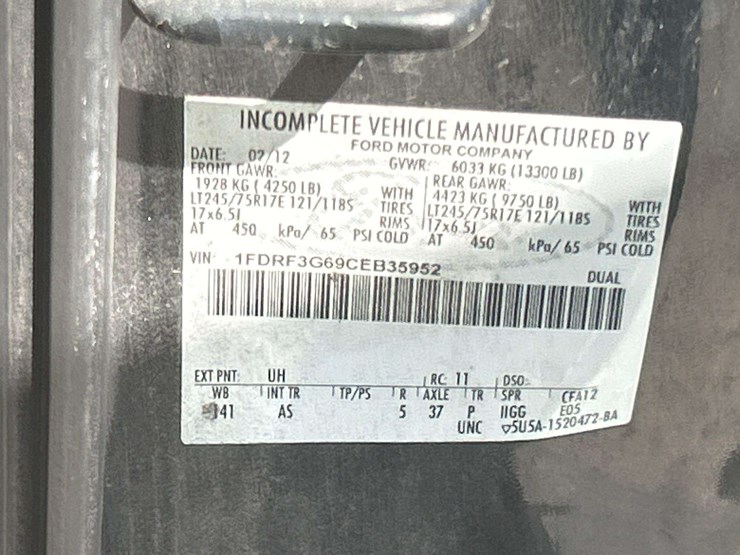 INCOMPLETE VEHICLE MANUFACTURED BY
FORD MOTOR COMPANY
DATE: 02/12 GVWR: 6033 KG (13300 LB)
FRONT GAWR: REAR GAWR:
1928 KG ( 4250 LB) WITH 4423 KG ( 9750 LB) WITH
LT245/75R17E 121/118S TIRES LT245/75R17E 121/118S TIRES
17x6.5J RIMS 17x6.5J RIMS
AT 450 kPa/ 65 PSI COLD AT 450 kPa/ 65 PSI COLD
VIN: 1FDRF3G69CEB35952 DUAL
EXT PNT: UH RC: 11 DSO:
WB INT TR TP/PS R AXLE TR SPR CFA12
141 AS 5 37 P IIGG E05
UNC ▽5U5A-1520472-BA